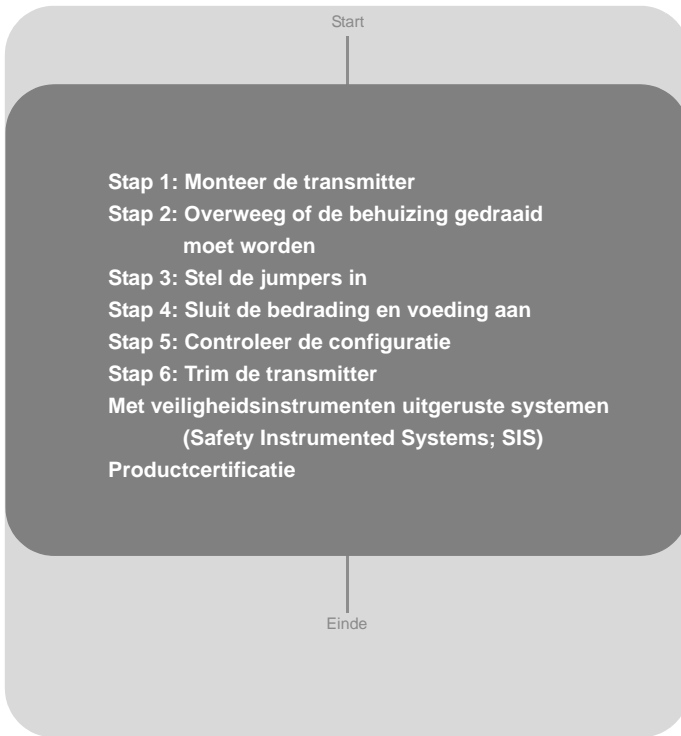 Start
Stap 1: Monteer de transmitter
Stap 2: Overweeg of de behuizing gedraaid
moet worden
Stap 3: Stel de jumpers in
Stap 4: Sluit de bedrading en voeding aan
Stap 5: Controleer de configuratie
Stap 6: Trim de transmitter
Met veiligheidsinstrumenten uitgeruste systemen
(Safety Instrumented Systems; SIS)
Productcertificatie
Einde